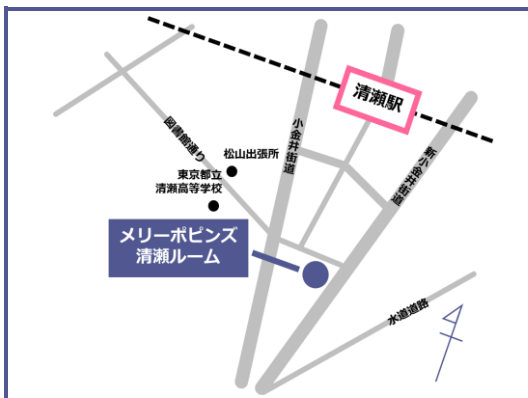 清瀬駅
小金井街道
新小金井街道
図書館通り
松山出張所
東京都立
清瀬高等学校
メリーポピンズ
清瀬ルーム
水道道路